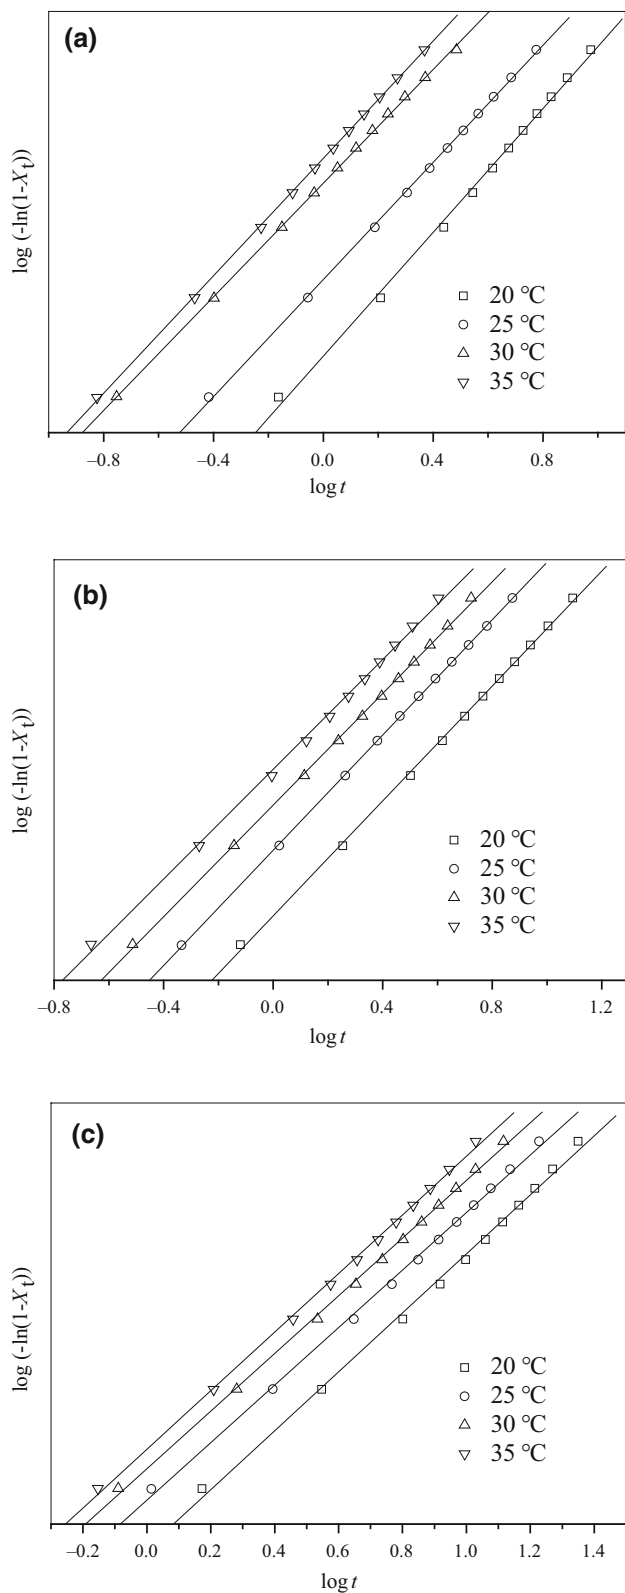 (a)
log (-ln(1-Xt))
20 °C
25 °C
30 °C
35 °C
−0.8 −0.4 0.0 0.4 0.8
log t
(b)
log (-ln(1-Xt))
20 °C
25 °C
30 °C
35 °C
−0.8 −0.4 0.0 0.4 0.8 1.2
log t
(c)
log (-ln(1-Xt))
20 °C
25 °C
30 °C
35 °C
−0.2 0.0 0.2 0.4 0.6 0.8 1.0 1.2 1.4
log t